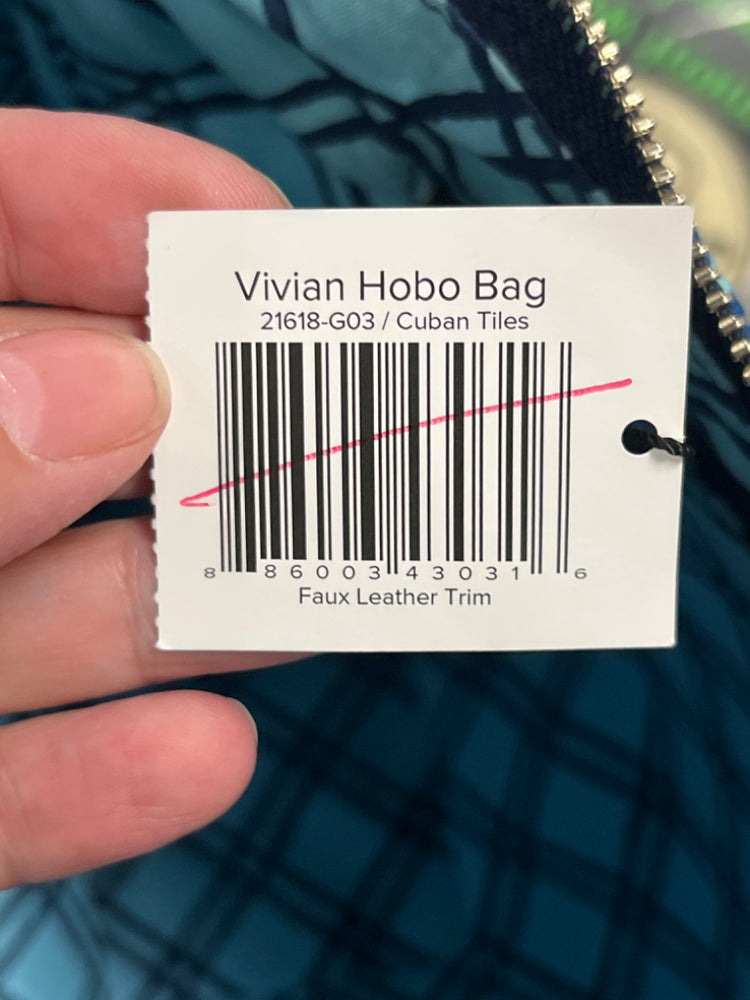 Vivian Hobo Bag
21618-G03 / Cuban Tiles
8 86003 43031 6
Faux Leather Trim